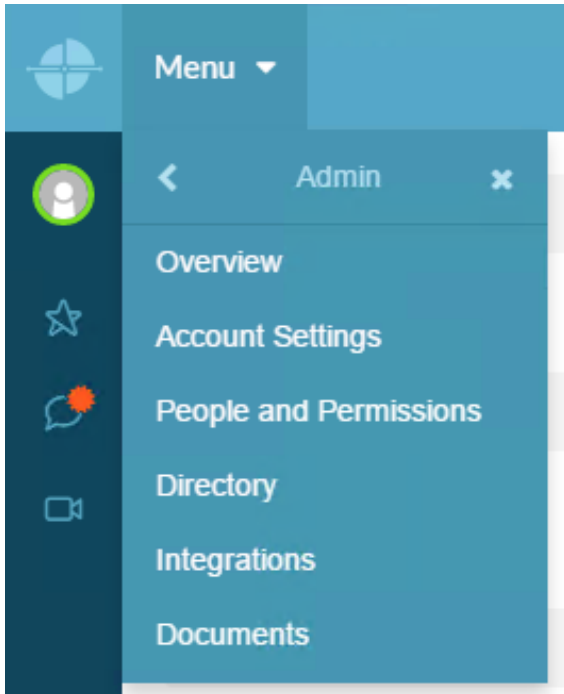 Menu
Admin
Overview
Account Settings
People and Permissions
Directory
Integrations
Documents